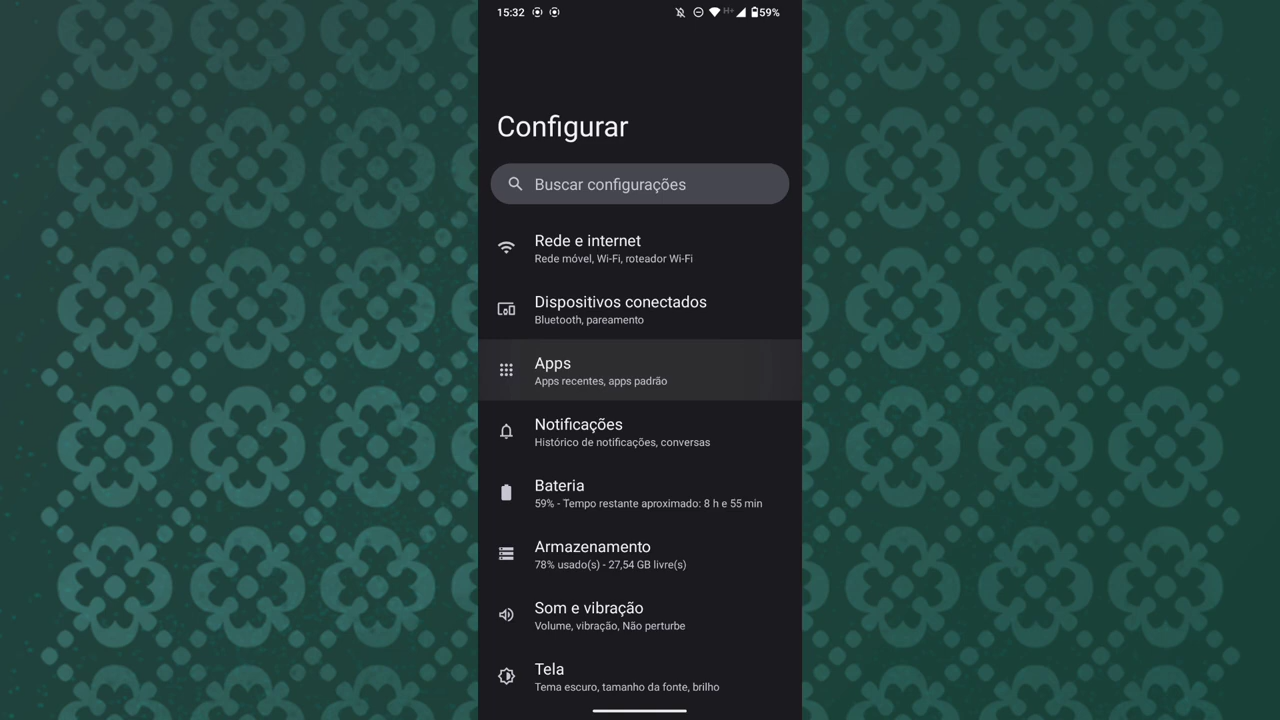 15:32
H+
59%
Configurar
Buscar configurações
Rede e internet
Rede móvel, Wi-Fi, roteador Wi-Fi
Dispositivos conectados
Bluetooth, pareamento
Apps
Apps recentes, apps padrão
Notificações
Histórico de notificações, conversas
Bateria
59% - Tempo restante aproximado: 8 h e 55 min
Armazenamento
78% usado(s) - 27,54 GB livre(s)
Som e vibração
Volume, vibração, Não perturbe
Tela
Tema escuro, tamanho da fonte, brilho